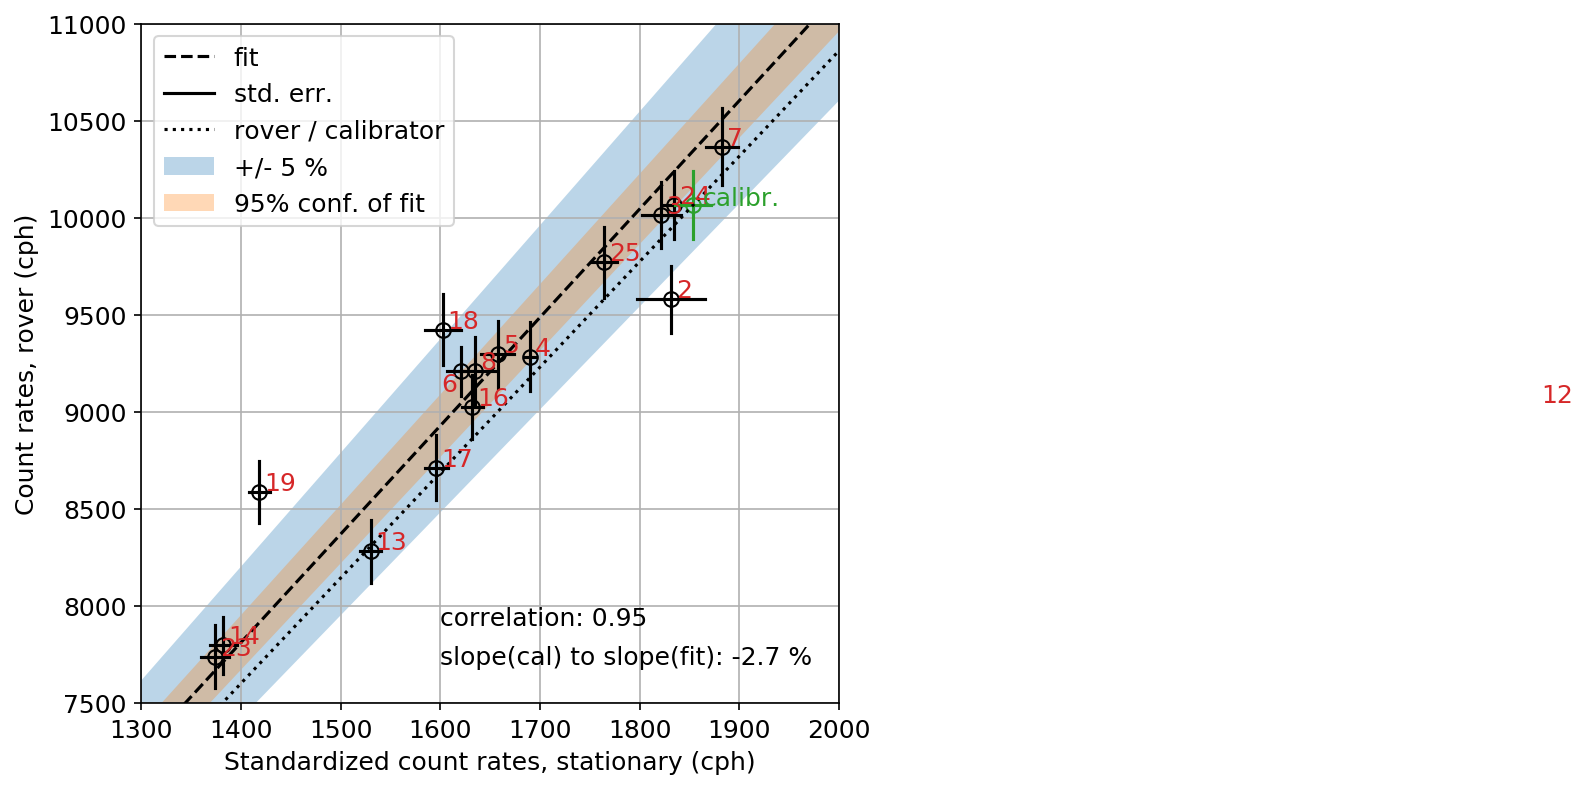 11000
10500
10000
9500
9000
8500
8000
7500
Count rates, rover (cph)
fit
std. err.
rover / calibrator
+/- 5 %
95% conf. of fit
7
24
calibr.
3
25
2
18
5
4
8
6
16
12
17
19
13
14
23
correlation: 0.95
slope(cal) to slope(fit): -2.7 %
1300 1400 1500 1600 1700 1800 1900 2000
Standardized count rates, stationary (cph)